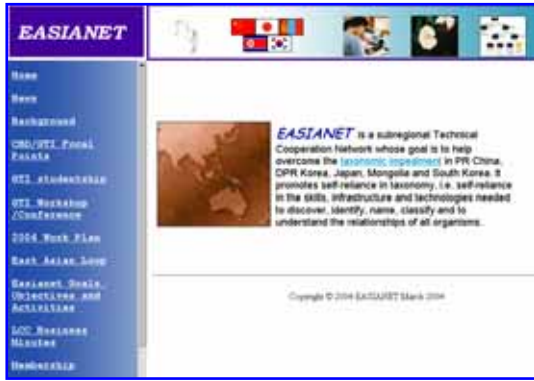 EASIANET
Home
News
Background
CBD/GTI Focal
Points
GTI studentship
GTI Workshop
/Conference
2004 Work Plan
East Asian Loop
Easianet Goals,
Objectives and
Activities
LCC Business
Minutes
Membership
EASIANET is a subregional Technical
Cooperation Network whose goal is to help
overcome the taxonomic impediment in PR China,
DPR Korea, Japan, Mongolia and South Korea. It
promotes self-reliance in taxonomy, i.e. self-reliance
in the skills, infrastructure and technologies needed
to discover, identify, name, classify and to
understand the relationships of all organisms.
Copyright © 2004 EASIANET March 2004